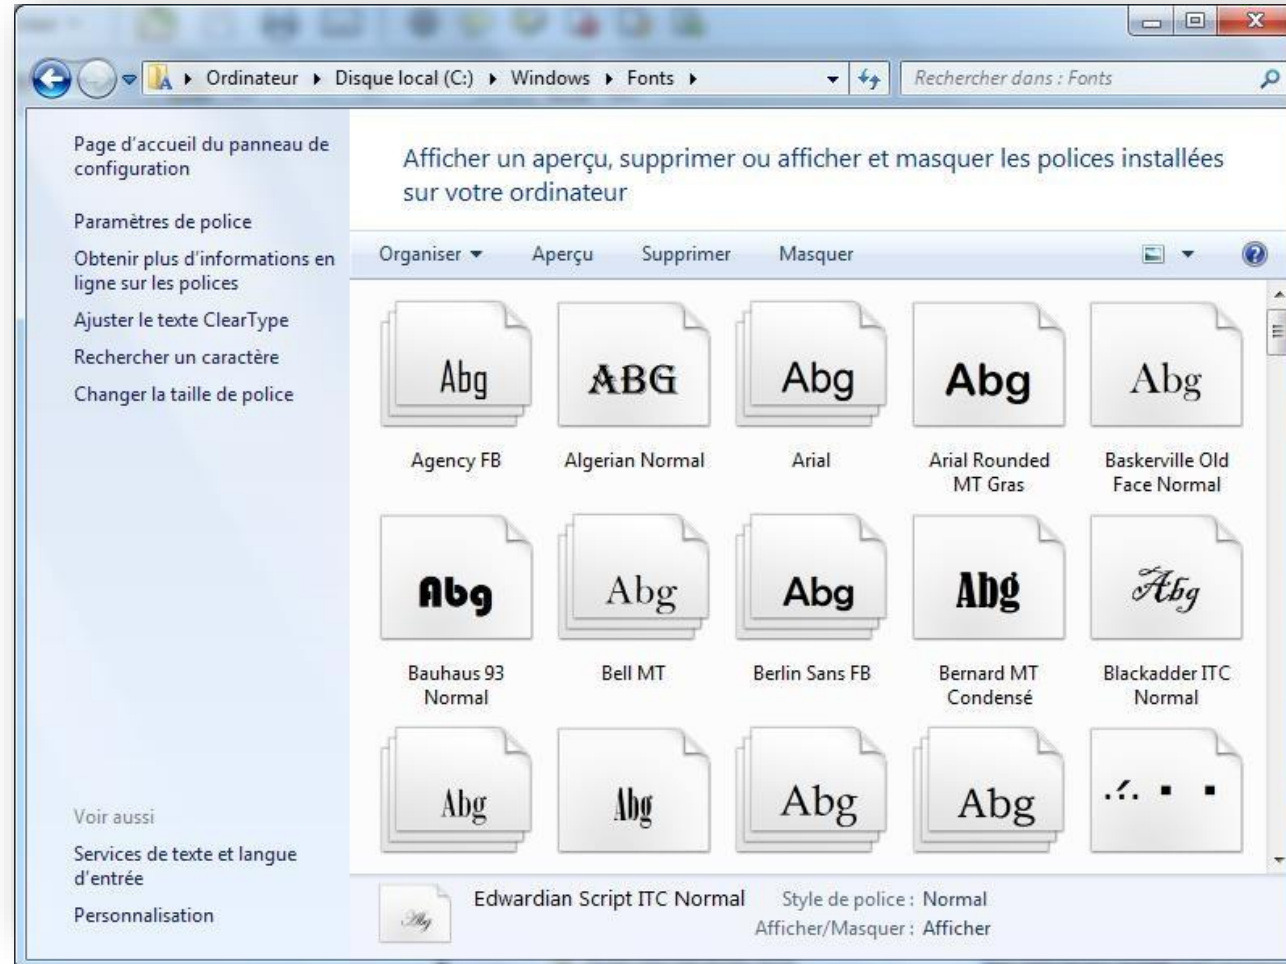 Ordinateur ▸ Disque local (C:) ▸ Windows ▸ Fonts ▸
Rechercher dans : Fonts
Page d'accueil du panneau de
configuration
Paramètres de police
Obtenir plus d'informations en
ligne sur les polices
Ajuster le texte ClearType
Rechercher un caractère
Changer la taille de police
Voir aussi
Services de texte et langue
d'entrée
Personnalisation
Afficher un aperçu, supprimer ou afficher et masquer les polices installées
sur votre ordinateur
Organiser Aperçu Supprimer Masquer
Abg ABG Abg Abg Abg
Agency FB Algerian Normal Arial Arial Rounded Baskerville Old
MT Gras Face Normal
Abg Abg Abg Abg Abg
Bauhaus 93 Bell MT Berlin Sans FB Bernard MT Blackadder ITC
Normal Condensé Normal
Abg Abg Abg Abg
Abg Edwardian Script ITC Normal Style de police : Normal
Afficher/Masquer : Afficher